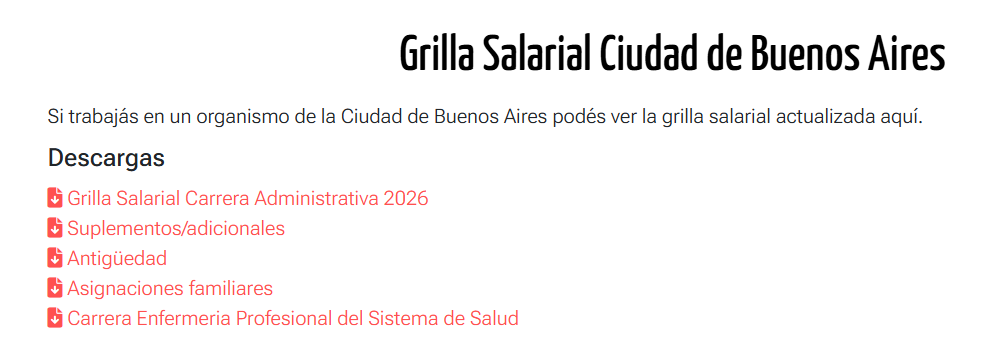 Grilla Salarial Ciudad de Buenos Aires
Si trabajás en un organismo de la Ciudad de Buenos Aires podés ver la grilla salarial actualizada aquí.
Descargas
Grilla Salarial Carrera Administrativa 2026
Suplementos/adicionales
Antigüedad
Asignaciones familiares
Carrera Enfermeria Profesional del Sistema de Salud